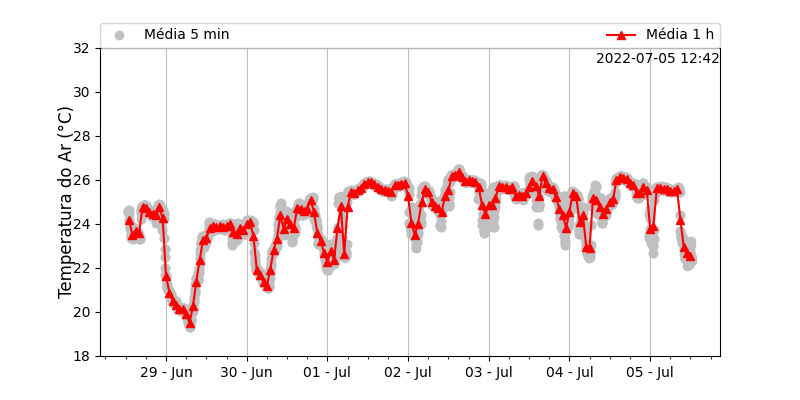 Média 5 min
Média 1 h
2022-07-05 12:42
Temperatura do Ar (°C)
32
30
28
26
24
22
20
18
29 - Jun
30 - Jun
01 - Jul
02 - Jul
03 - Jul
04 - Jul
05 - Jul